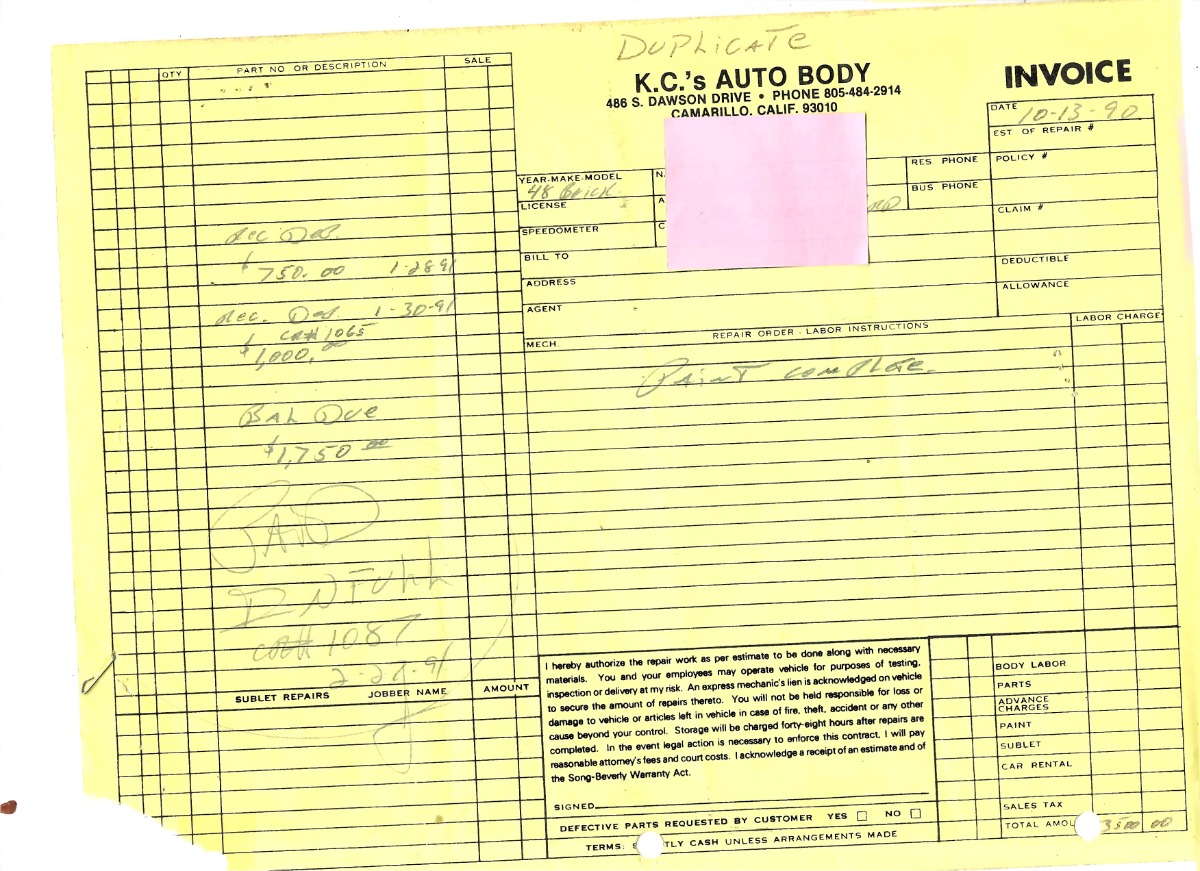 DUPLICATE
K.C.'s AUTO BODY
486 S. DAWSON DRIVE • PHONE 805-484-2914
CAMARILLO, CALIF. 93010
INVOICE
DATE 10-13-90
EST OF REPAIR #
POLICY #
CLAIM #
DEDUCTIBLE
ALLOWANCE
RES PHONE
BUS PHONE
YEAR-MAKE-MODEL
48 Buick
LICENSE
SPEEDOMETER
BILL TO
ADDRESS
AGENT
MECH.
REPAIR ORDER - LABOR INSTRUCTIONS
LABOR CHARGE
PAINT COMPLETE
QTY
PART NO OR DESCRIPTION
SALE
Rec Dep.
$750.00 1-28-91
Rec. Dep. 1-30-91
CK# 1065
$1,000.00
BAL DUE
$1,750 00
PAID
IN FULL
CK# 1087
SUBLET REPAIRS
JOBBER NAME
AMOUNT
I hereby authorize the repair work as per estimate to be done along with necessary
materials. You and your employees may operate vehicle for purposes of testing,
inspection or delivery at my risk. An express mechanic's lien is acknowledged on vehicle
to secure the amount of repairs thereto. You will not be held responsible for loss or
damage to vehicle or articles left in vehicle in case of fire, theft, accident or any other
cause beyond your control. Storage will be charged forty-eight hours after repairs are
completed. In the event legal action is necessary to enforce this contract, I will pay
reasonable attorney's fees and court costs. I acknowledge a receipt of an estimate and of
the Song-Beverly Warranty Act.
SIGNED
DEFECTIVE PARTS REQUESTED BY CUSTOMER YES NO
TERMS: CASH UNLESS ARRANGEMENTS MADE
BODY LABOR
PARTS
ADVANCE
CHARGES
PAINT
SUBLET
CAR RENTAL
SALES TAX
TOTAL 3500 00